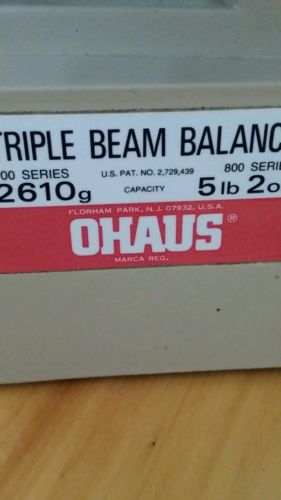 TRIPLE BEAM BALANC
00 SERIES U.S. PAT. NO. 2,729,439 800 SERIE
2610g CAPACITY 5 lb 2 o
FLORHAM PARK, N.J. 07932, U.S.A.
OHAUS®
MARCA REG.